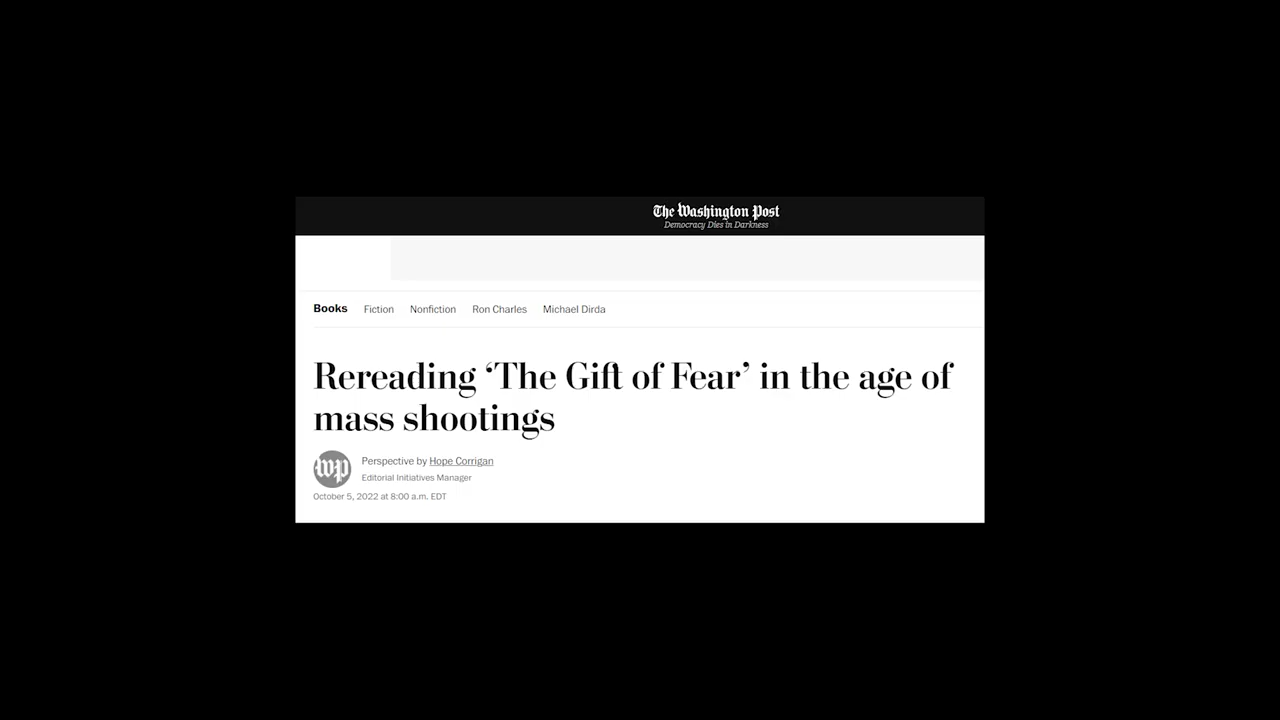 The Washington Post
Democracy Dies in Darkness
Books Fiction Nonfiction Ron Charles Michael Dirda
Rereading ‘The Gift of Fear’ in the age of
mass shootings
wp
Perspective by Hope Corrigan
Editorial Initiatives Manager
October 5, 2022 at 8:00 a.m. EDT